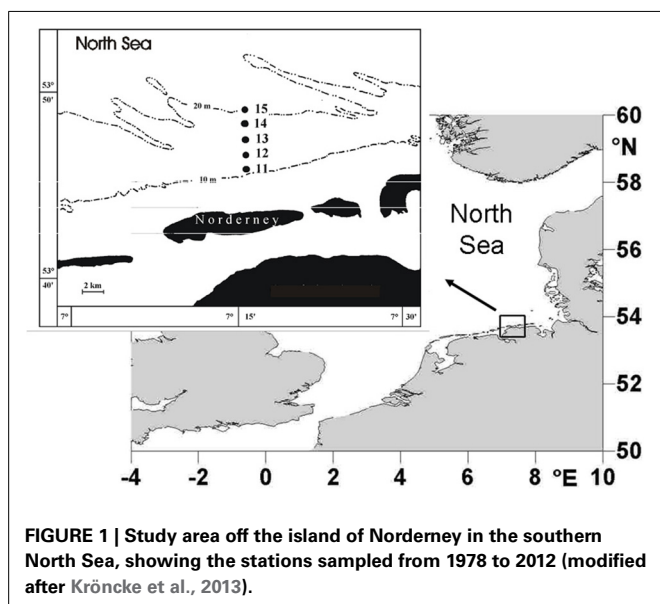 North Sea
53°
50'
20 m
15
14
13
12
11
10 m
Norderney
53°
40'
2 km
7°
7°
15'
7°
30'
North
Sea
60
°N
58
56
54
52
50
-4
-2
0
2
4
6
8
°E
10
FIGURE 1 | Study area off the island of Norderney in the southern
North Sea, showing the stations sampled from 1978 to 2012 (modified
after Kröncke et al., 2013).